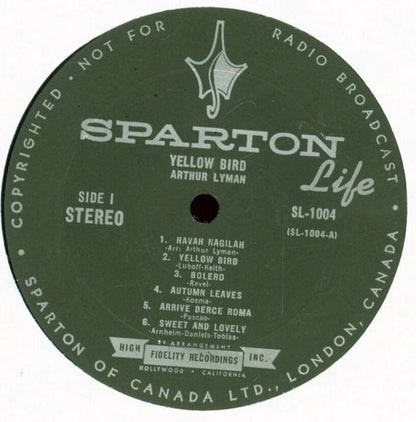 COPYRIGHTED • NOT FOR RADIO BROADCAST •
SPARTON
Life
YELLOW BIRD
ARTHUR LYMAN
SIDE 1
STEREO
SL-1004
(SL-1004-A)
1. HAVAH NAGILAH
-Arr. Arthur Lyman-
2. YELLOW BIRD
-Luboff-Keith-
3. BOLERO
-Ravel-
4. AUTUMN LEAVES
-Kosma-
5. ARRIVE DERCE ROMA
-Pascao-
6. SWEET AND LOVELY
-Arnheim-Daniels-Tobias-
BY ARRANGEMENT
HIGH FIDELITY RECORDINGS INC.
HOLLYWOOD • CALIFORNIA
SPARTON OF CANADA LTD., LONDON, CANADA •